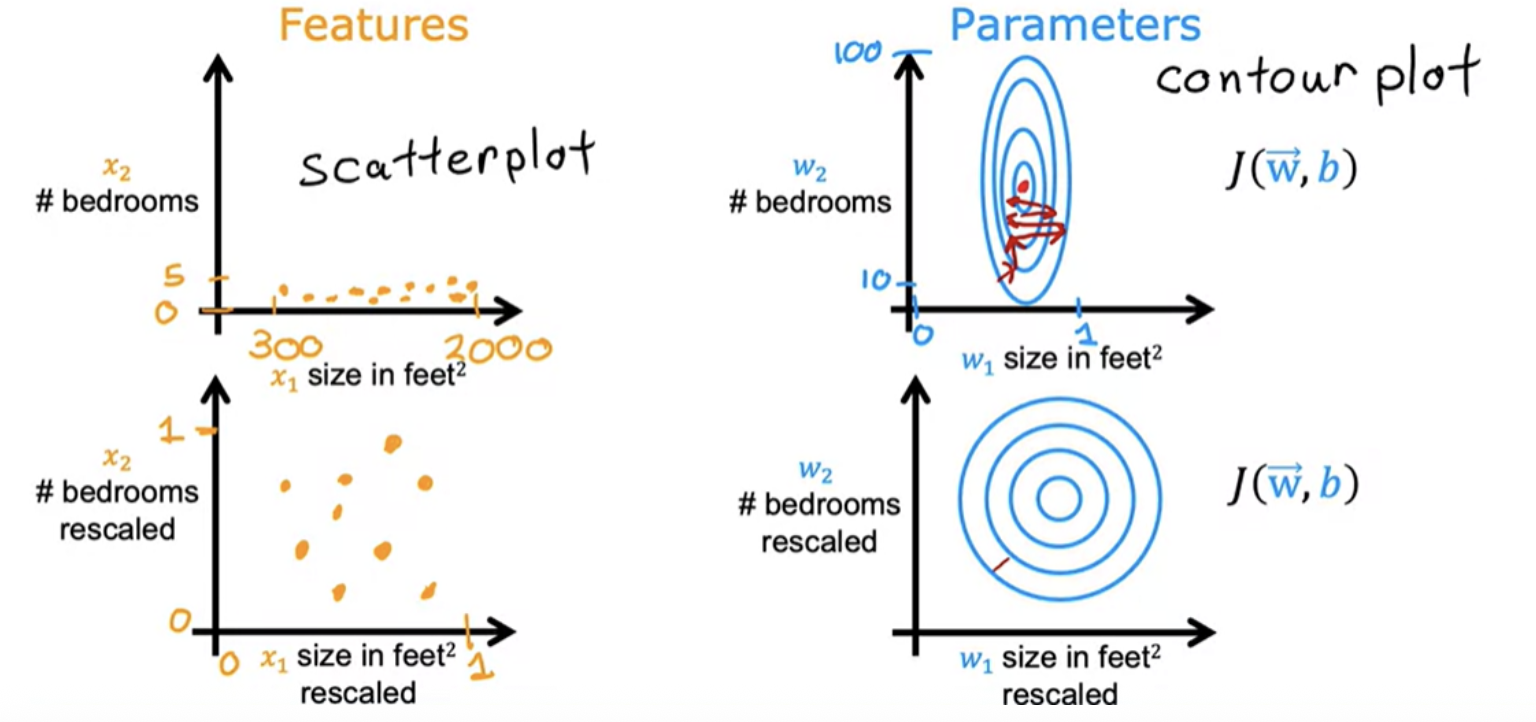 Features
scatterplot
x₂
# bedrooms
5
0
300
2000
x₁ size in feet²
1
x₂
# bedrooms
rescaled
0
0
x₁ size in feet²
1
rescaled
Parameters
100
contour plot
w₂
# bedrooms
J(w⃗, b)
10
0
1
w₁ size in feet²
w₂
# bedrooms
rescaled
J(w⃗, b)
w₁ size in feet²
rescaled